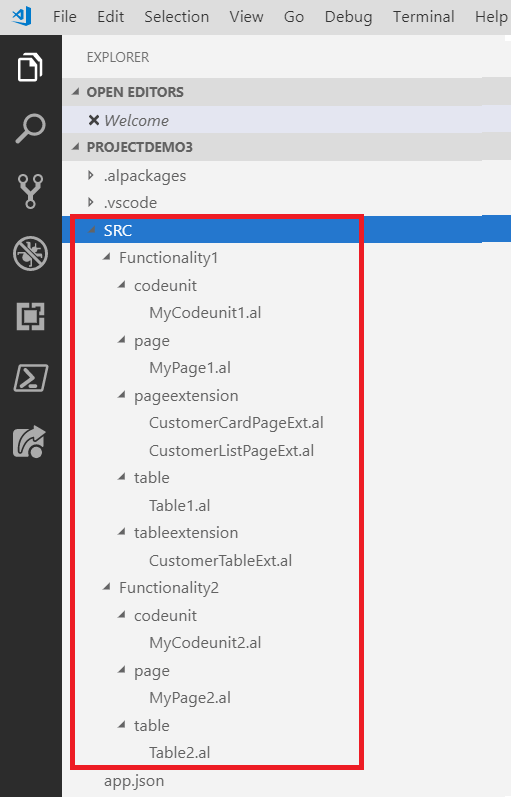 File Edit Selection View Go Debug Terminal Help
EXPLORER
OPEN EDITORS
Welcome
PROJECTDEMO3
.alpackages
.vscode
SRC
Functionality1
codeunit
MyCodeunit1.al
page
MyPage1.al
pageextension
CustomerCardPageExt.al
CustomerListPageExt.al
table
Table1.al
tableextension
CustomerTableExt.al
Functionality2
codeunit
MyCodeunit2.al
page
MyPage2.al
table
Table2.al
app.json